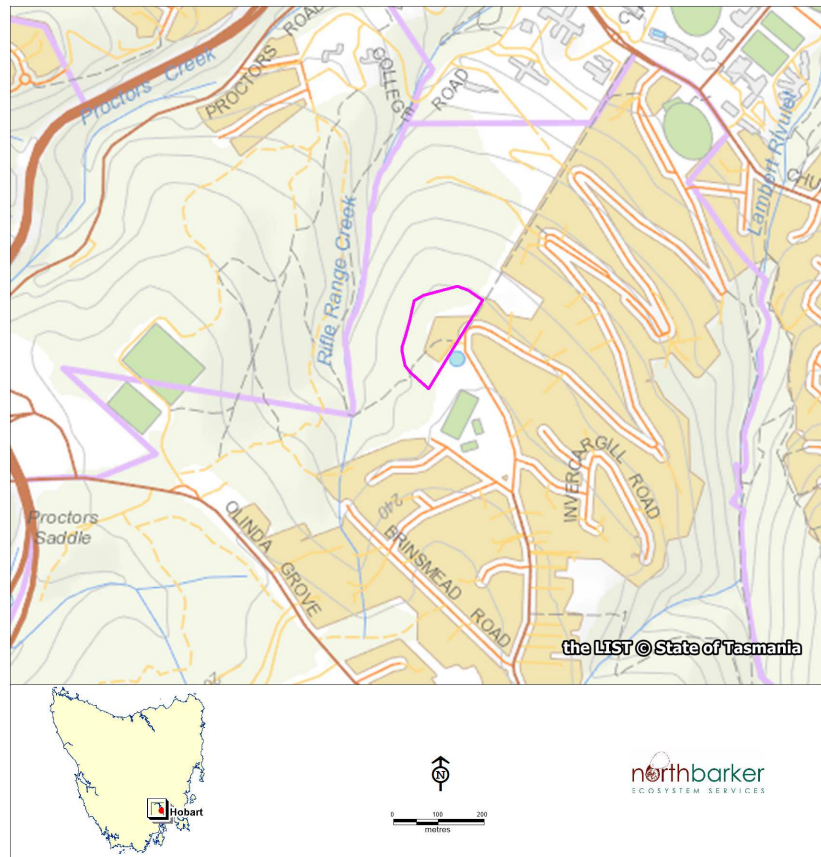 Proctors Creek
PROCTORS ROAD
COLLEGE ROAD
Lambert Rivulet
Rifle Range Creek
INVERCARGILL ROAD
240
Proctors
Saddle
OLINDA GROVE
BRINSMEAD ROAD
the LIST © State of Tasmania
Hobart
N
0 100 200
metres
northbarker
ECOSYSTEM SERVICES